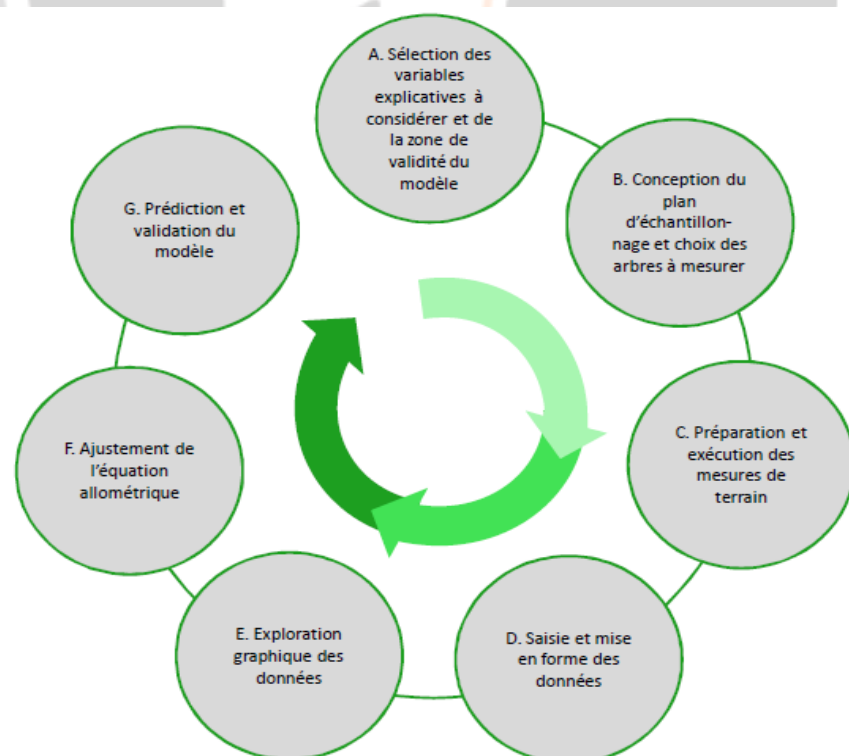 A. Sélection des
variables
explicatives à
considérer et de
la zone de
validité du
modèle
B. Conception du
plan
d’échantillon-
nage et choix des
arbres à mesurer
C. Préparation et
exécution des
mesures de
terrain
D. Saisie et mise
en forme des
données
E. Exploration
graphique des
données
F. Ajustement de
l’équation
allométrique
G. Prédiction et
validation du
modèle